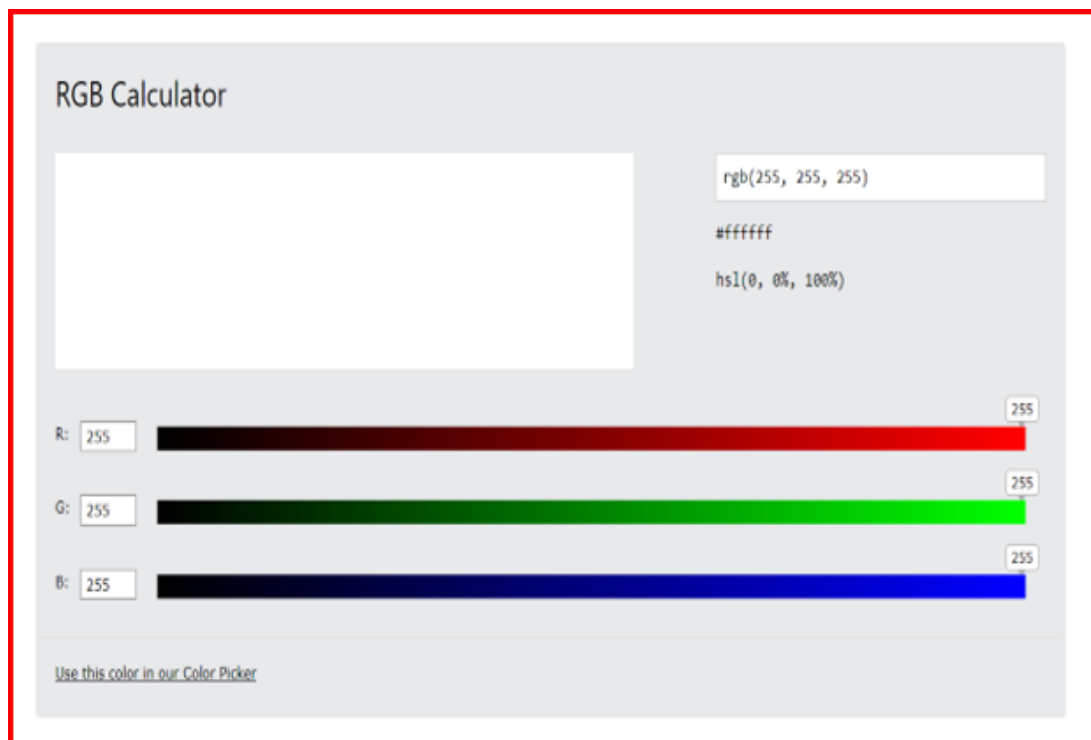 RGB Calculator
rgb(255, 255, 255)
#ffffff
hsl(0, 0%, 100%)
255
R: 255
255
G: 255
255
B: 255
Use this color in our Color Picker